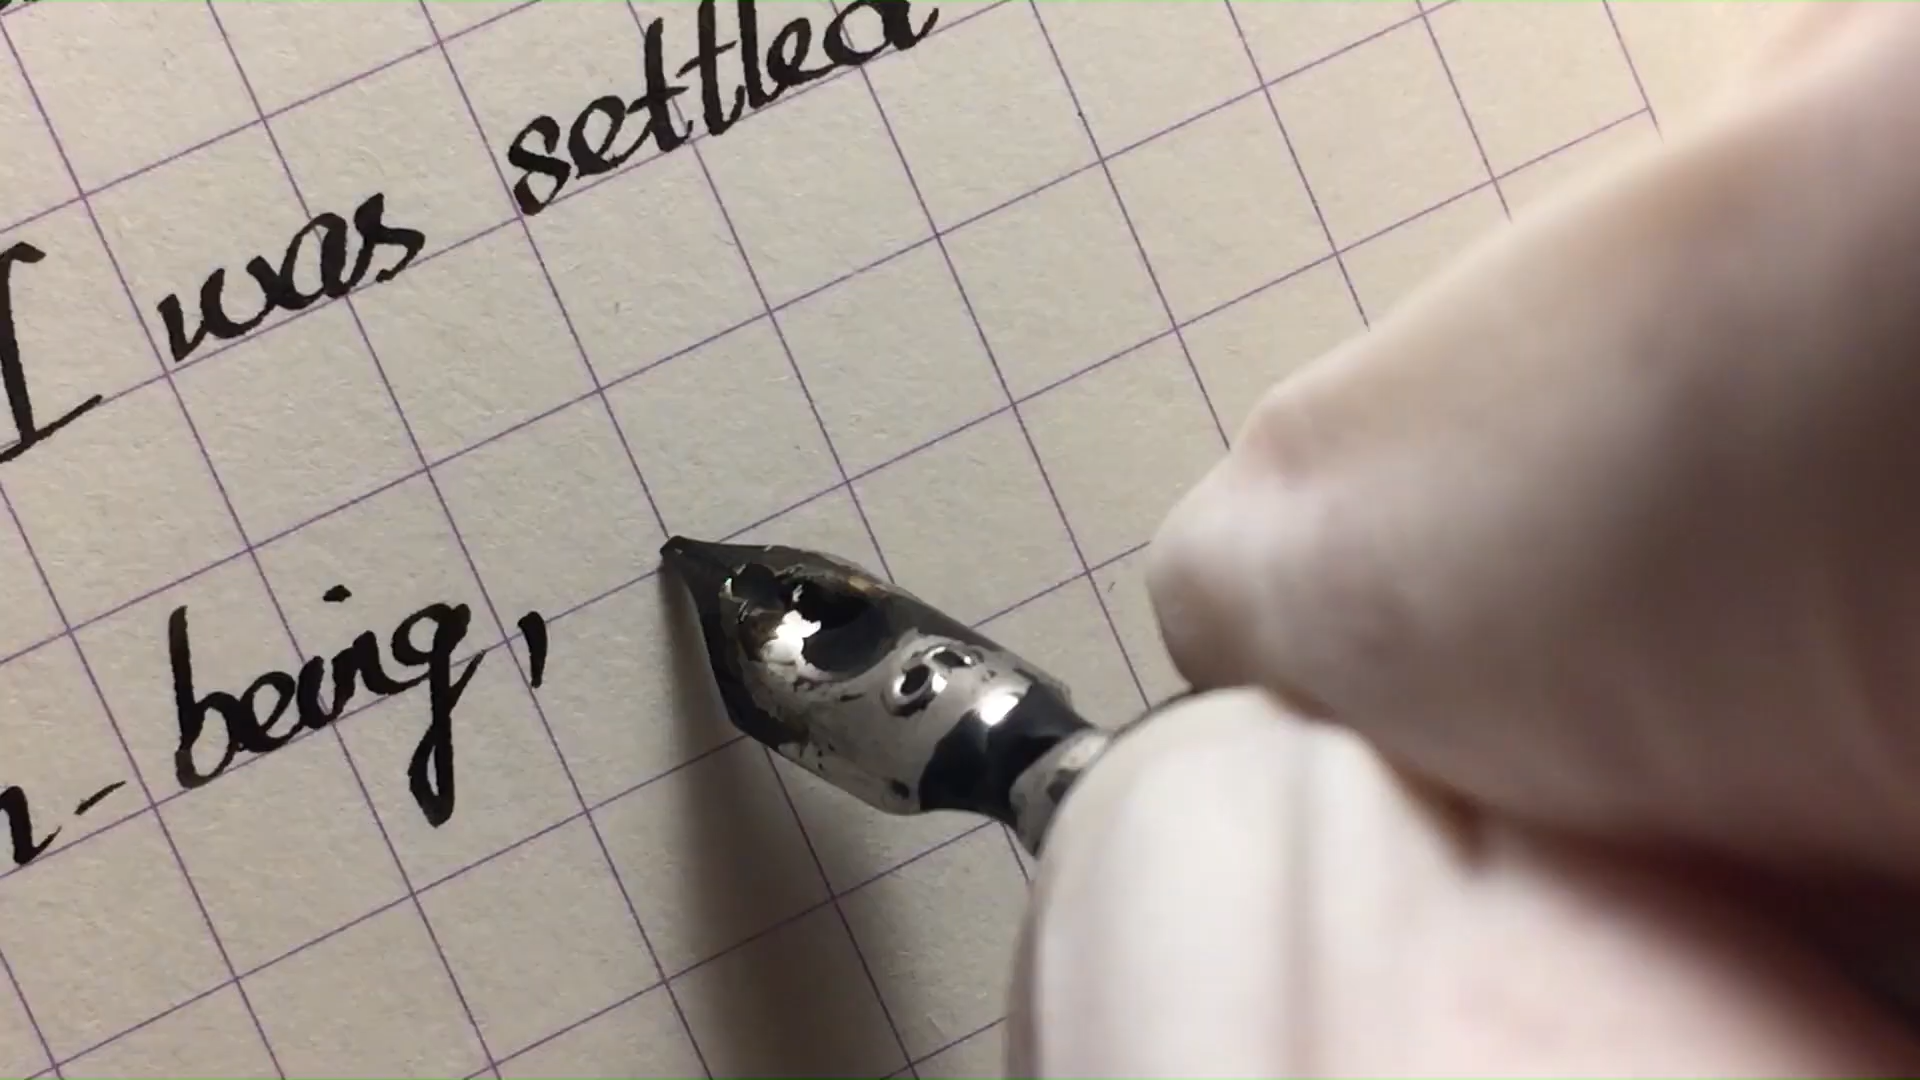 I was settled
- being,